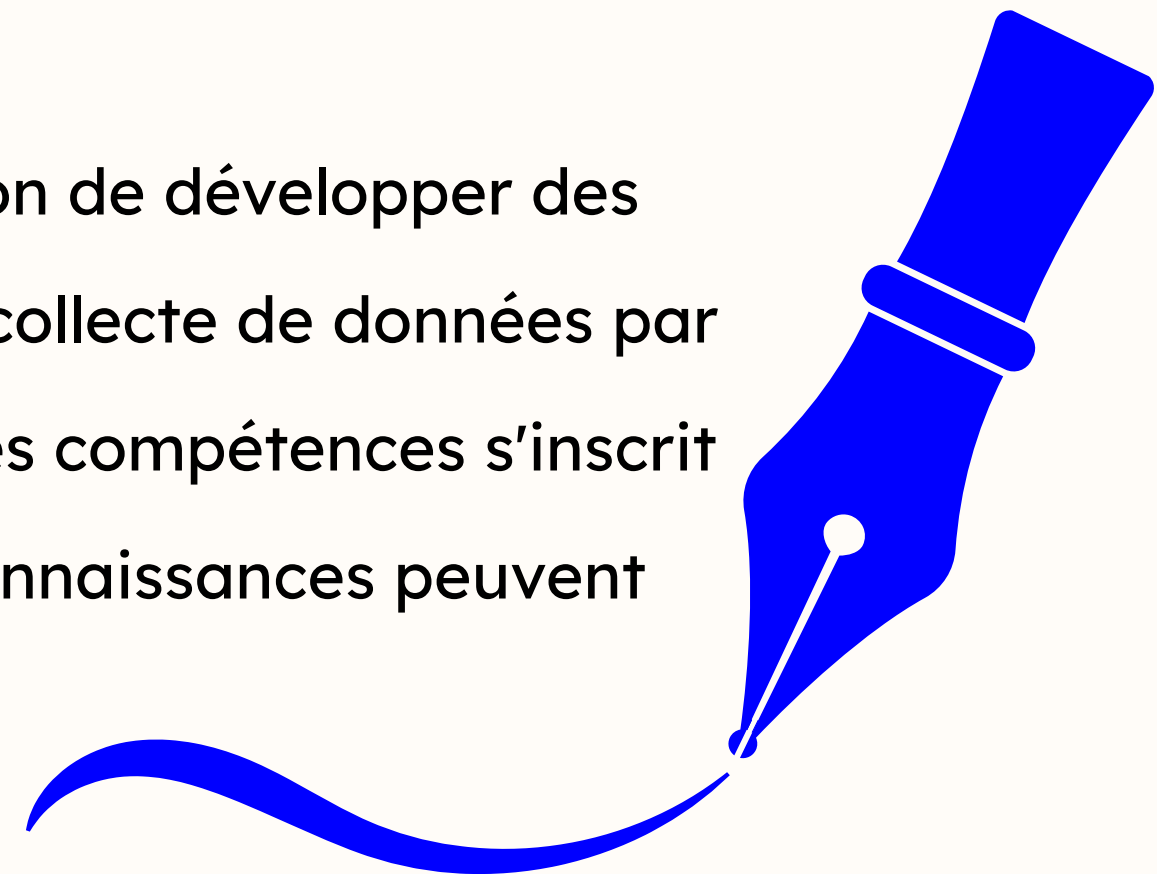 on de développer des
collecte de données par
es compétences s'inscrit
nnaissances peuvent